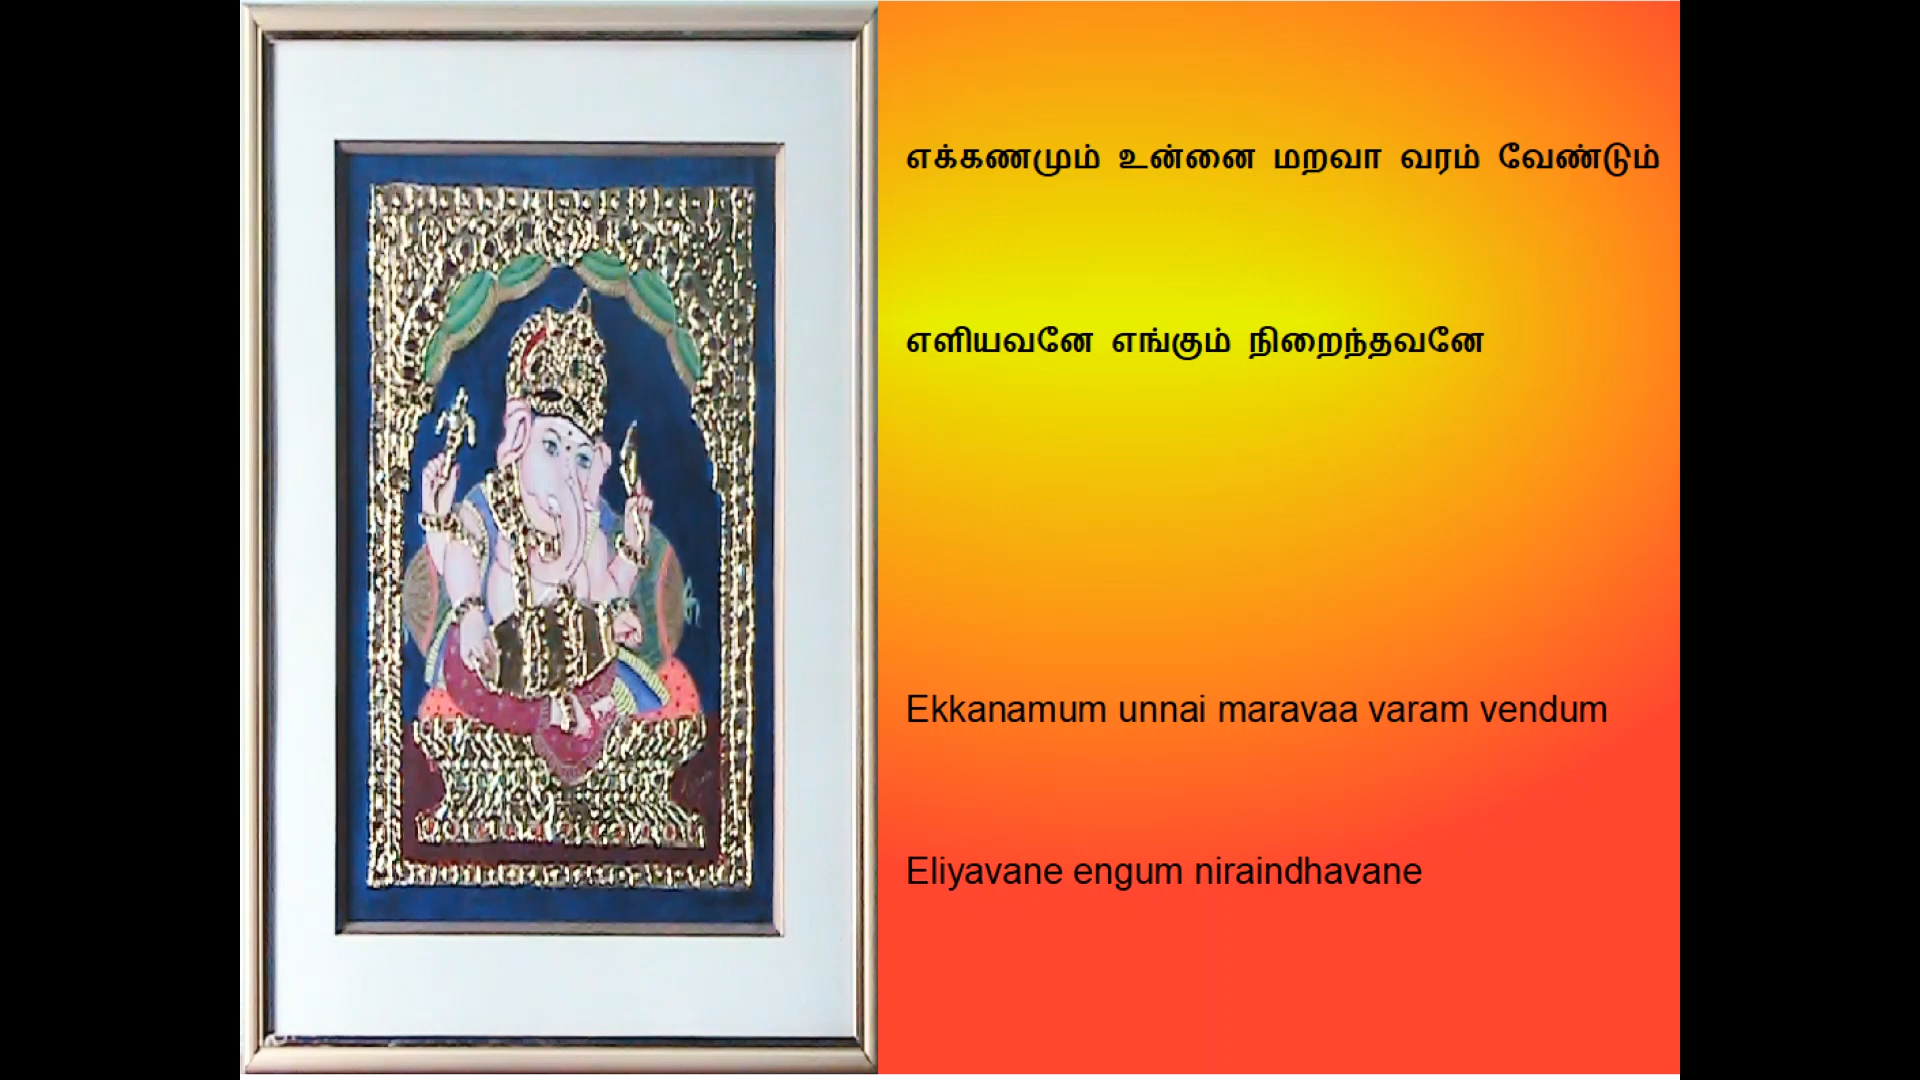 எக்கணமும் உன்னை மறவா வரம் வேண்டும்
எளியவனே எங்கும் நிறைந்தவனே
Ekkanamum unnai maravaa varam vendum
Eliyavane engum niraindhavane